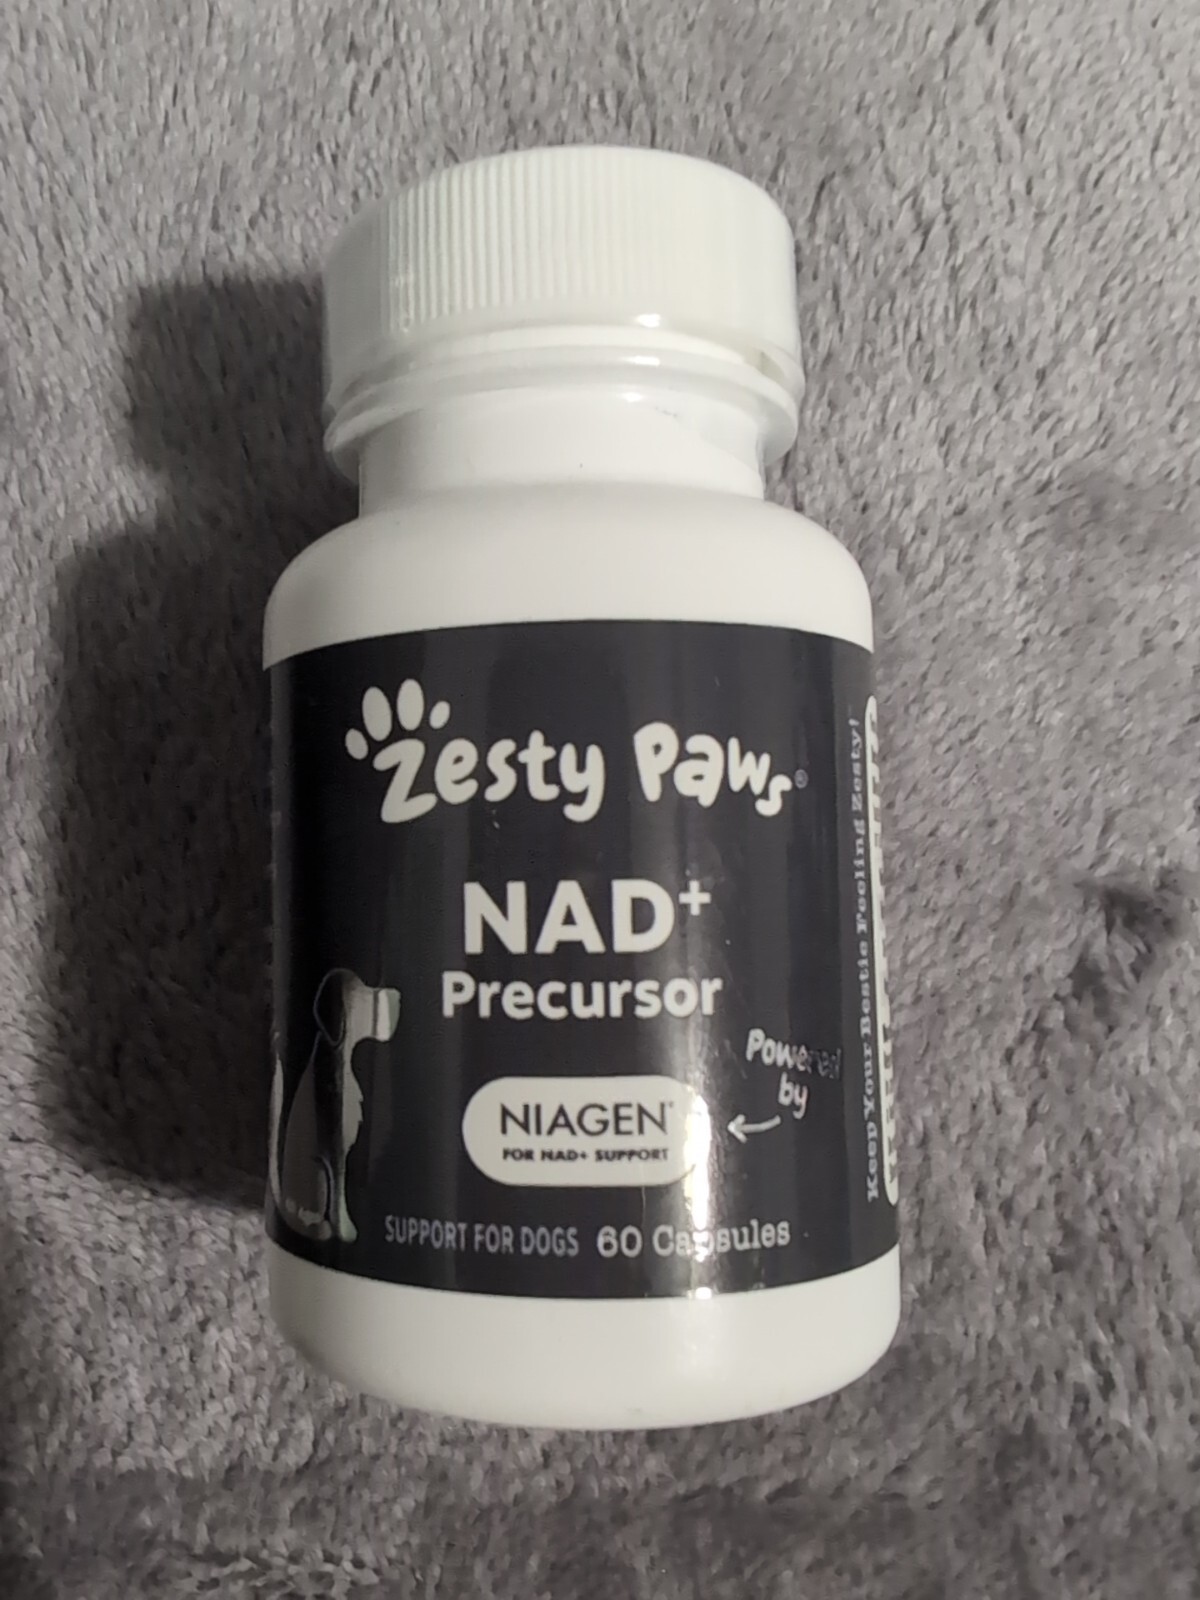 Zesty Paws®
NAD+
Precursor
Powered
by
NIAGEN
FOR NAD+ SUPPORT
SUPPORT FOR DOGS 60 Capsules
Keep Your Bestie Feeling Zesty!